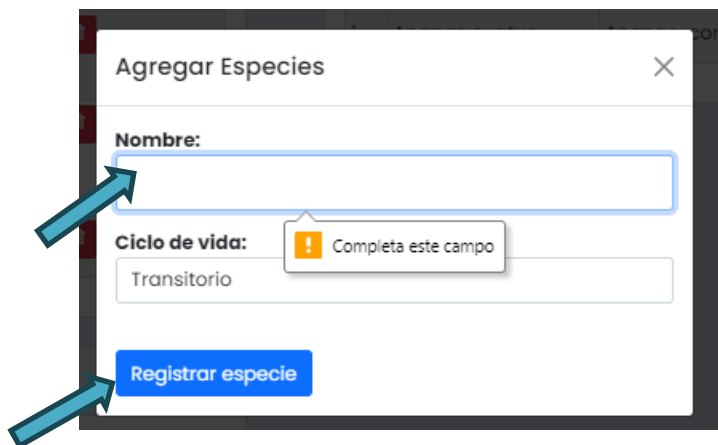 Agregar Especies
Nombre:
Completa este campo
Ciclo de vida:
Transitorio
Registrar especie